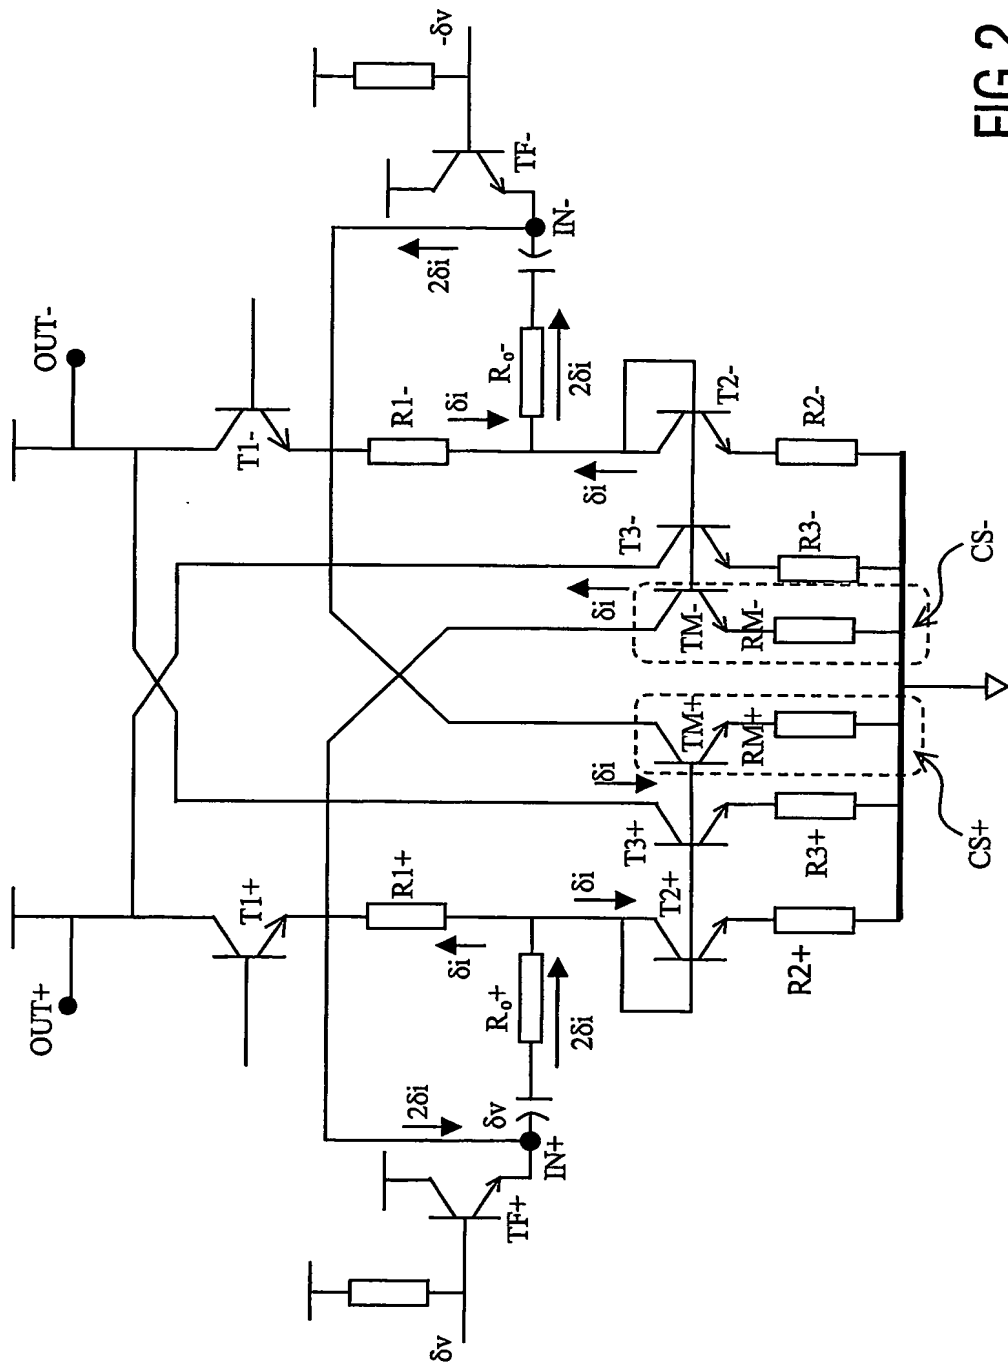 OUT+
OUT-
T1+
T1-
δv
-δv
TF+
TF-
2δi
2δi
δv
IN+
IN-
R1+
R1-
δi
δi
R₀+
R₀-
2δi
2δi
δi
δi
T2+
T3+
δi
TM+
TM-
δi
T3-
T2-
R2+
R3+
RM+
RM-
R3-
R2-
CS+
CS-
FIG.2